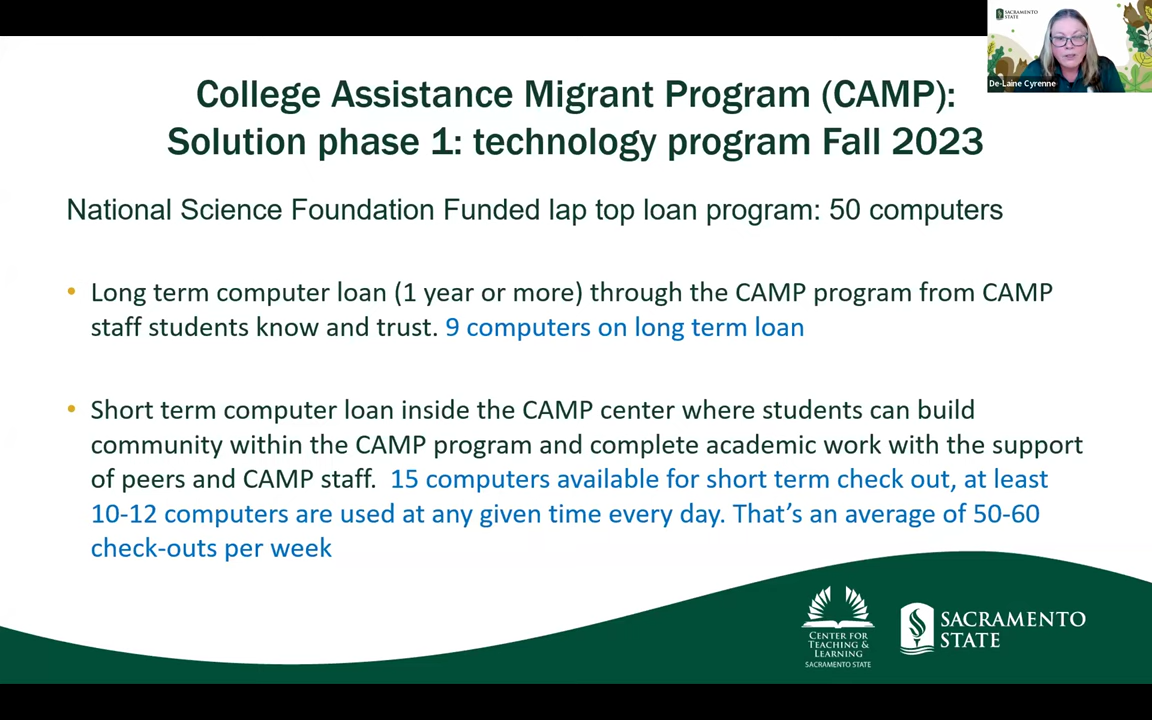 SACRAMENTO
STATE
De-Laine Cyrenne
College Assistance Migrant Program (CAMP):
Solution phase 1: technology program Fall 2023
National Science Foundation Funded lap top loan program: 50 computers
• Long term computer loan (1 year or more) through the CAMP program from CAMP
staff students know and trust. 9 computers on long term loan
• Short term computer loan inside the CAMP center where students can build
community within the CAMP program and complete academic work with the support
of peers and CAMP staff. 15 computers available for short term check out, at least
10-12 computers are used at any given time every day. That’s an average of 50-60
check-outs per week
CENTER FOR
TEACHING &
LEARNING
SACRAMENTO STATE
SACRAMENTO
STATE